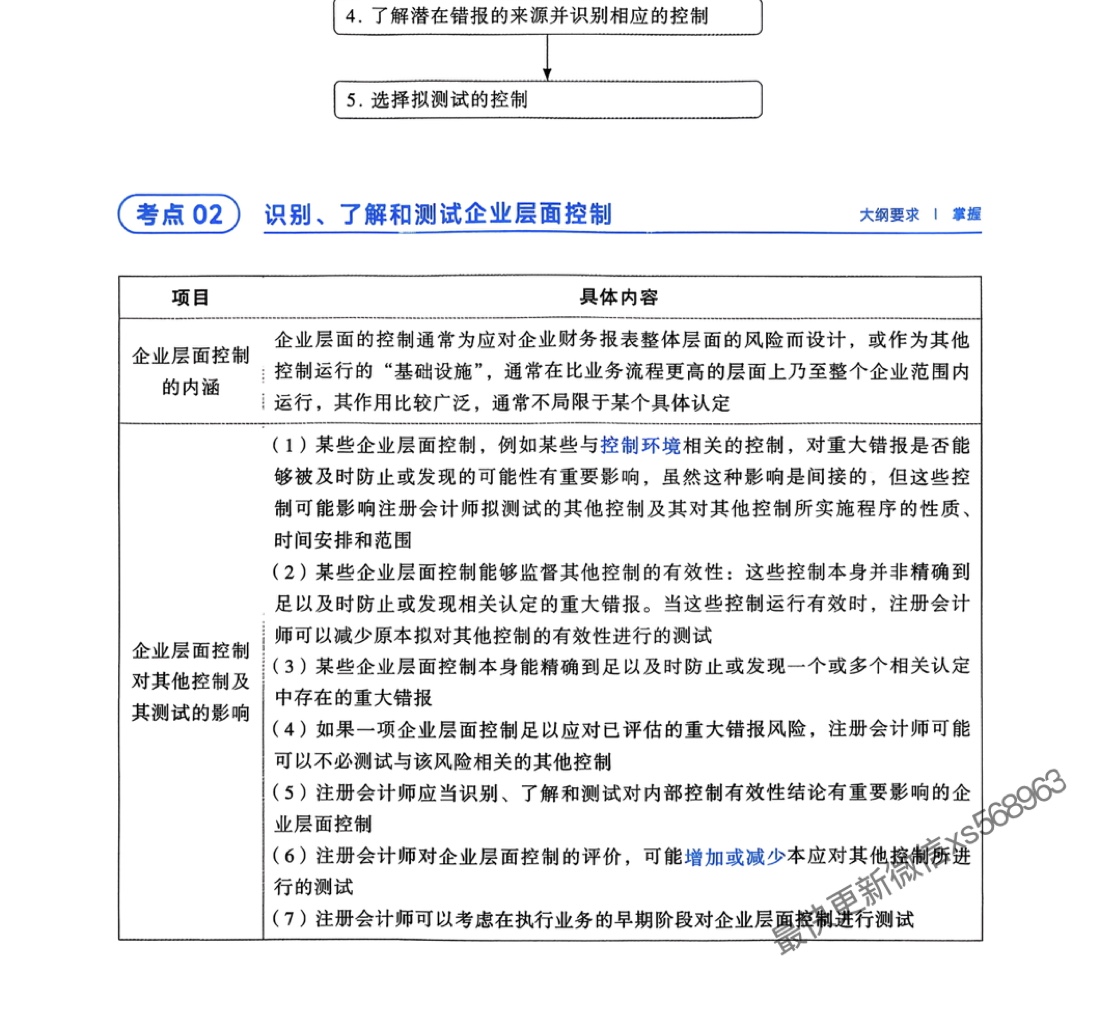 4. 了解潜在错报的来源并识别相应的控制
5. 选择拟测试的控制
考点 02 识别、了解和测试企业层面控制 大纲要求 | 掌握
项目 具体内容
企业层面控制
的内涵
企业层面的控制通常为应对企业财务报表整体层面的风险而设计，或作为其他
控制运行的“基础设施”，通常在比业务流程更高的层面上乃至整个企业范围内
运行，其作用比较广泛，通常不局限于某个具体认定
企业层面控制
对其他控制及
其测试的影响
（1）某些企业层面控制，例如某些与控制环境相关的控制，对重大错报是否能
够被及时防止或发现的可能性有重要影响，虽然这种影响是间接的，但这些控
制可能影响注册会计师拟测试的其他控制及其对其他控制所实施程序的性质、
时间安排和范围
（2）某些企业层面控制能够监督其他控制的有效性：这些控制本身并非精确到
足以及时防止或发现相关认定的重大错报。当这些控制运行有效时，注册会计
师可以减少原本拟对其他控制的有效性进行的测试
（3）某些企业层面控制本身能精确到足以及时防止或发现一个或多个相关认定
中存在的重大错报
（4）如果一项企业层面控制足以应对已评估的重大错报风险，注册会计师可能
可以不必测试与该风险相关的其他控制
（5）注册会计师应当识别、了解和测试对内部控制有效性结论有重要影响的企
业层面控制
（6）注册会计师对企业层面控制的评价，可能增加或减少本应对其他控制所进
行的测试
（7）注册会计师可以考虑在执行业务的早期阶段对企业层面控制进行测试
最快更新微信xs568963